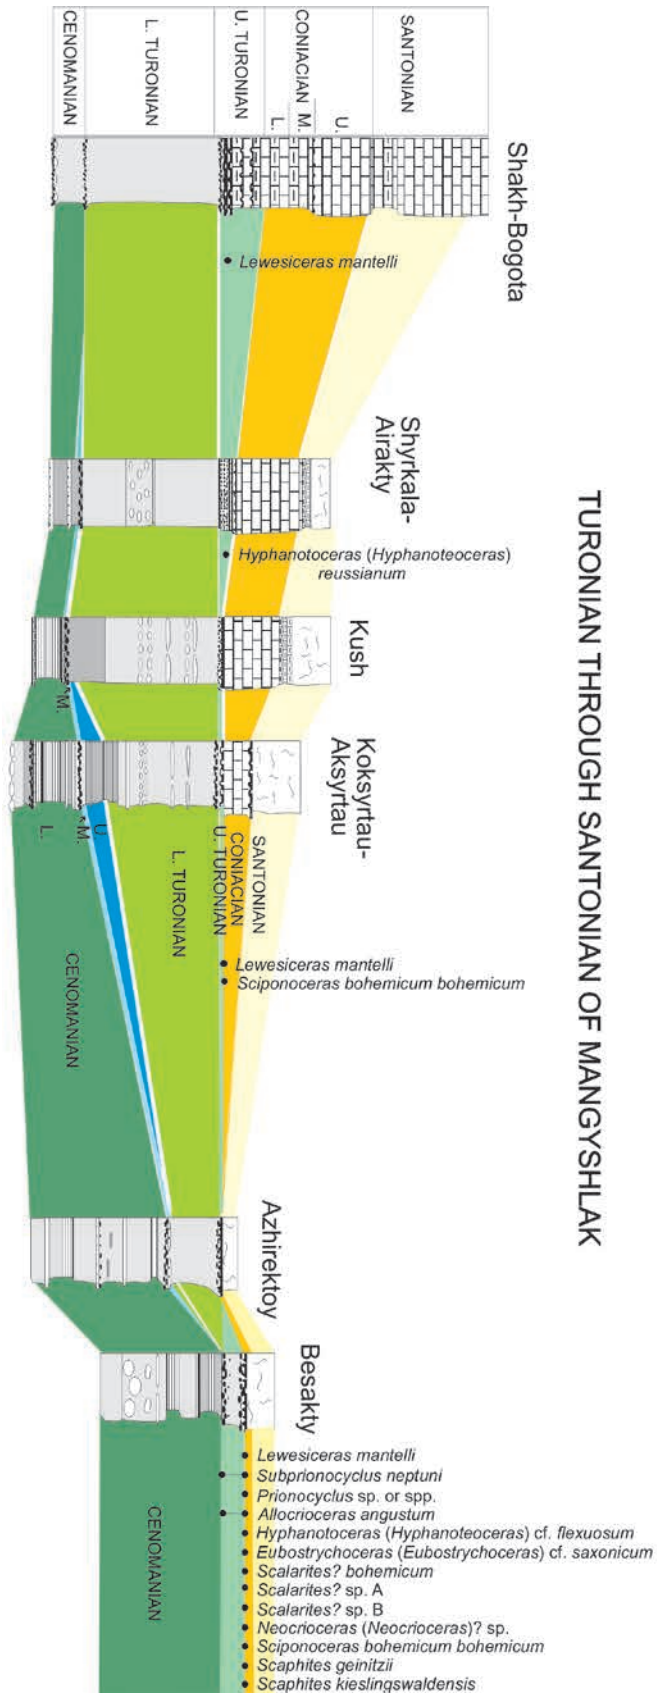 TURONIAN THROUGH SANTONIAN OF MANGYSHLAK
CENOMANIAN
L. TURONIAN
U. TURONIAN
CONIACIAN
L.
M.
U.
SANTONIAN
Shakh-Bogota
Lewesiceras mantelli
Shyrkala-
Airakty
Hyphanotoceras (Hyphanoteoceras)
reussianum
Kush
M.
Koksyrtau-
Aksyrtau
L.
M.
U.
L. TURONIAN
U. TURONIAN
CONIACIAN
SANTONIAN
CENOMANIAN
Lewesiceras mantelli
Sciponoceras bohemicum bohemicum
Azhirektoy
Besakty
CENOMANIAN
Lewesiceras mantelli
Subprionocyclus neptuni
Prionocyclus sp. or spp.
Allocrioceras angustum
Hyphanotoceras (Hyphanoteoceras) cf. flexuosum
Eubostrychoceras (Eubostrychoceras) cf. saxonicum
Scalarites? bohemicum
Scalarites? sp. A
Scalarites? sp. B
Neocrioceras (Neocrioceras)? sp.
Sciponoceras bohemicum bohemicum
Scaphites geinitzii
Scaphites kieslingswaldensis